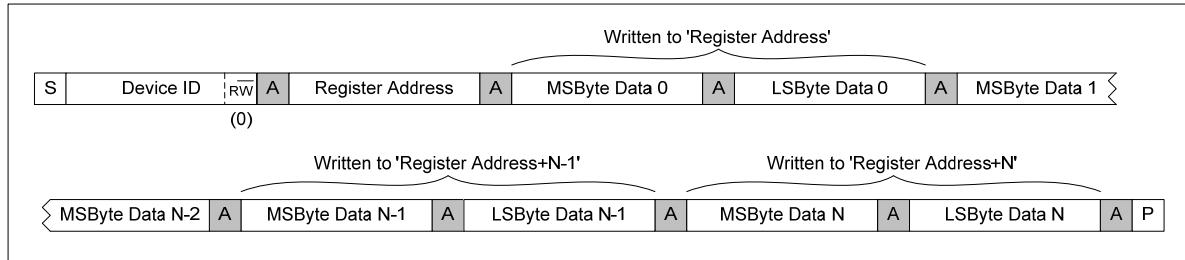 Written to 'Register Address'
S Device ID RW A Register Address A MSByte Data 0 A LSByte Data 0 A MSByte Data 1
(0)
Written to 'Register Address+N-1' Written to 'Register Address+N'
MSByte Data N-2 A MSByte Data N-1 A LSByte Data N-1 A MSByte Data N A LSByte Data N A P